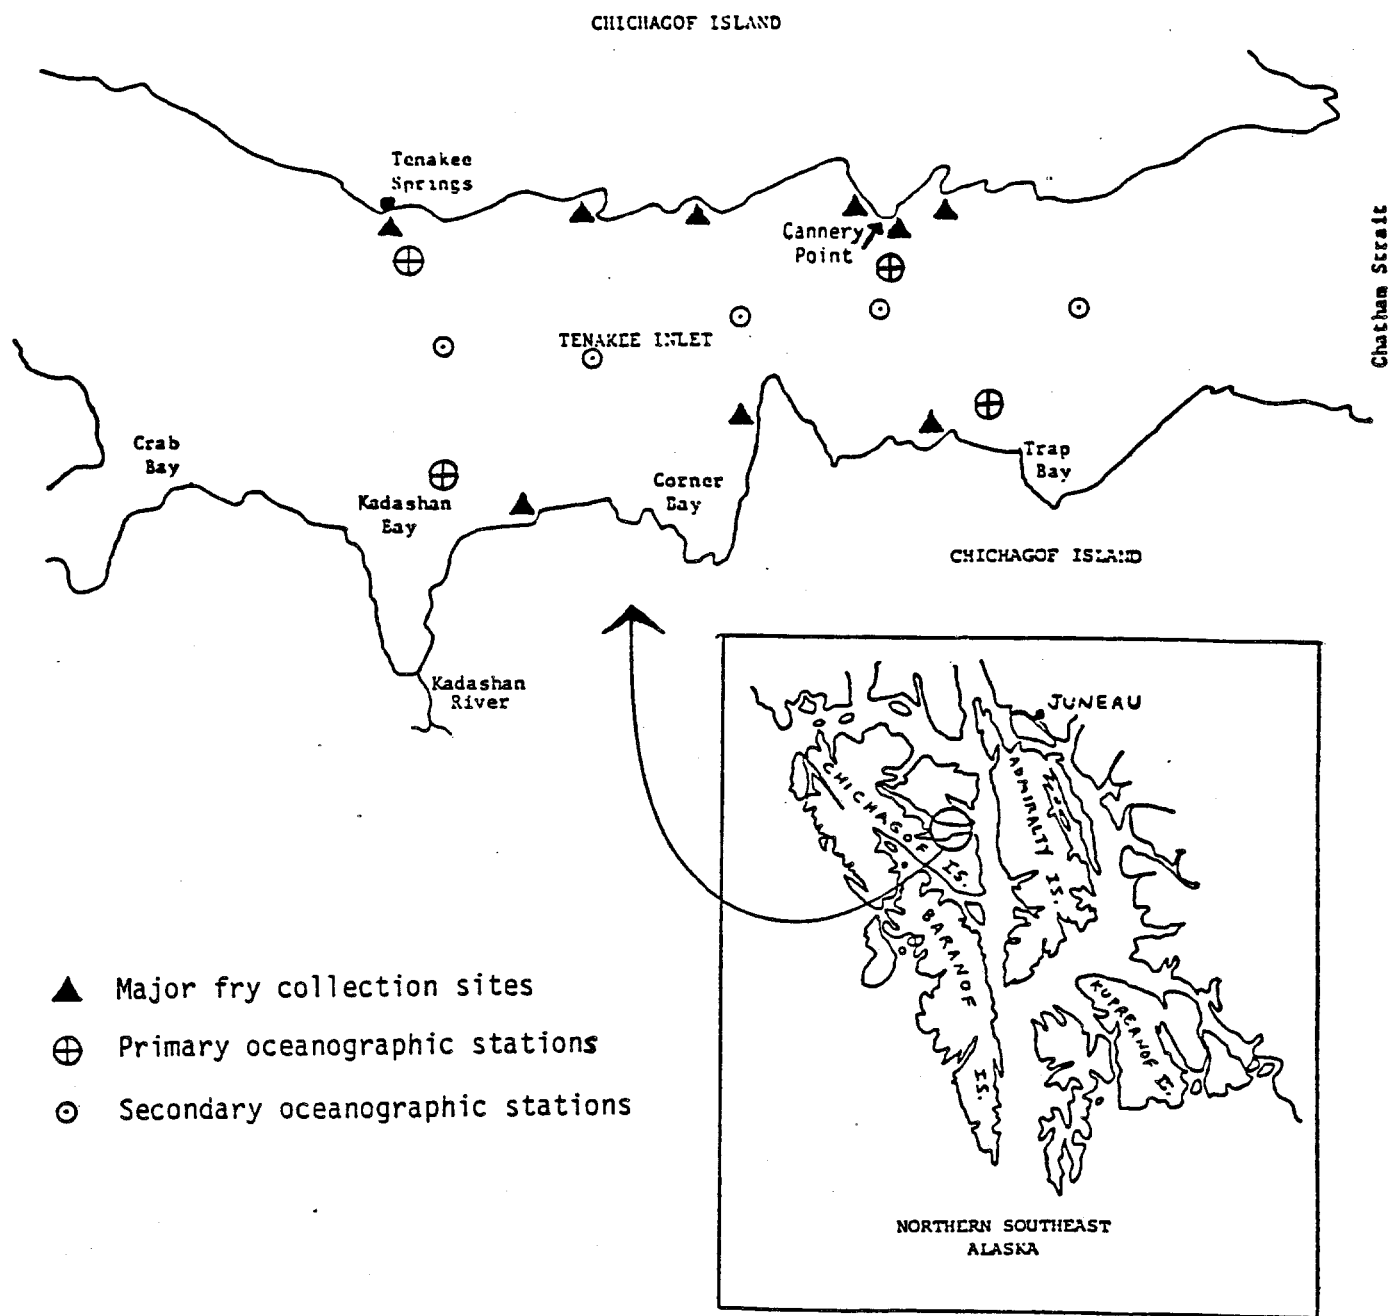 CHICHAGOF ISLAND
Tenakee
Springs
Cannery
Point
Chatham Strait
TENAKEE INLET
Crab
Bay
Kadashan
Bay
Corner
Bay
Trap
Bay
CHICHAGOF ISLAND
Kadashan
River
JUNEAU
CHICHAGOF IS.
ADMIRALTY IS.
BARANOF IS.
KUPREANOF I.
Major fry collection sites
Primary oceanographic stations
Secondary oceanographic stations
NORTHERN SOUTHEAST
ALASKA